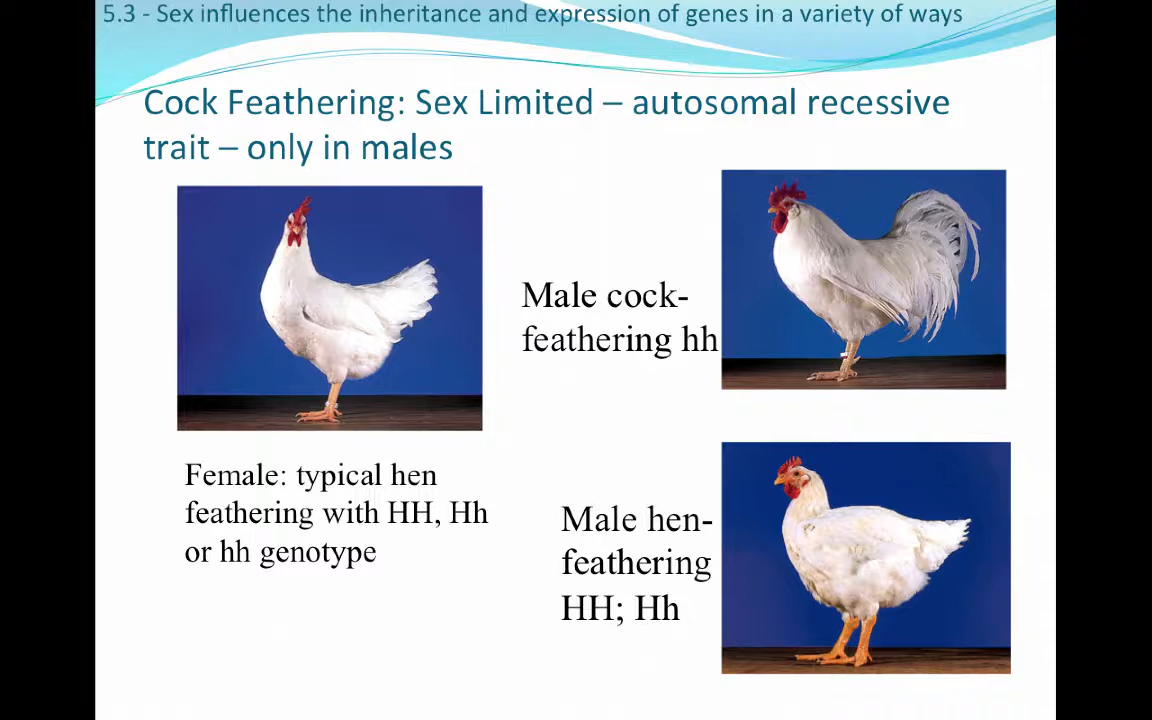 5.3 - Sex influences the inheritance and expression of genes in a variety of ways
Cock Feathering: Sex Limited – autosomal recessive
trait – only in males
Male cock-
feathering hh
Female: typical hen
feathering with HH, Hh
or hh genotype
Male hen-
feathering
HH; Hh